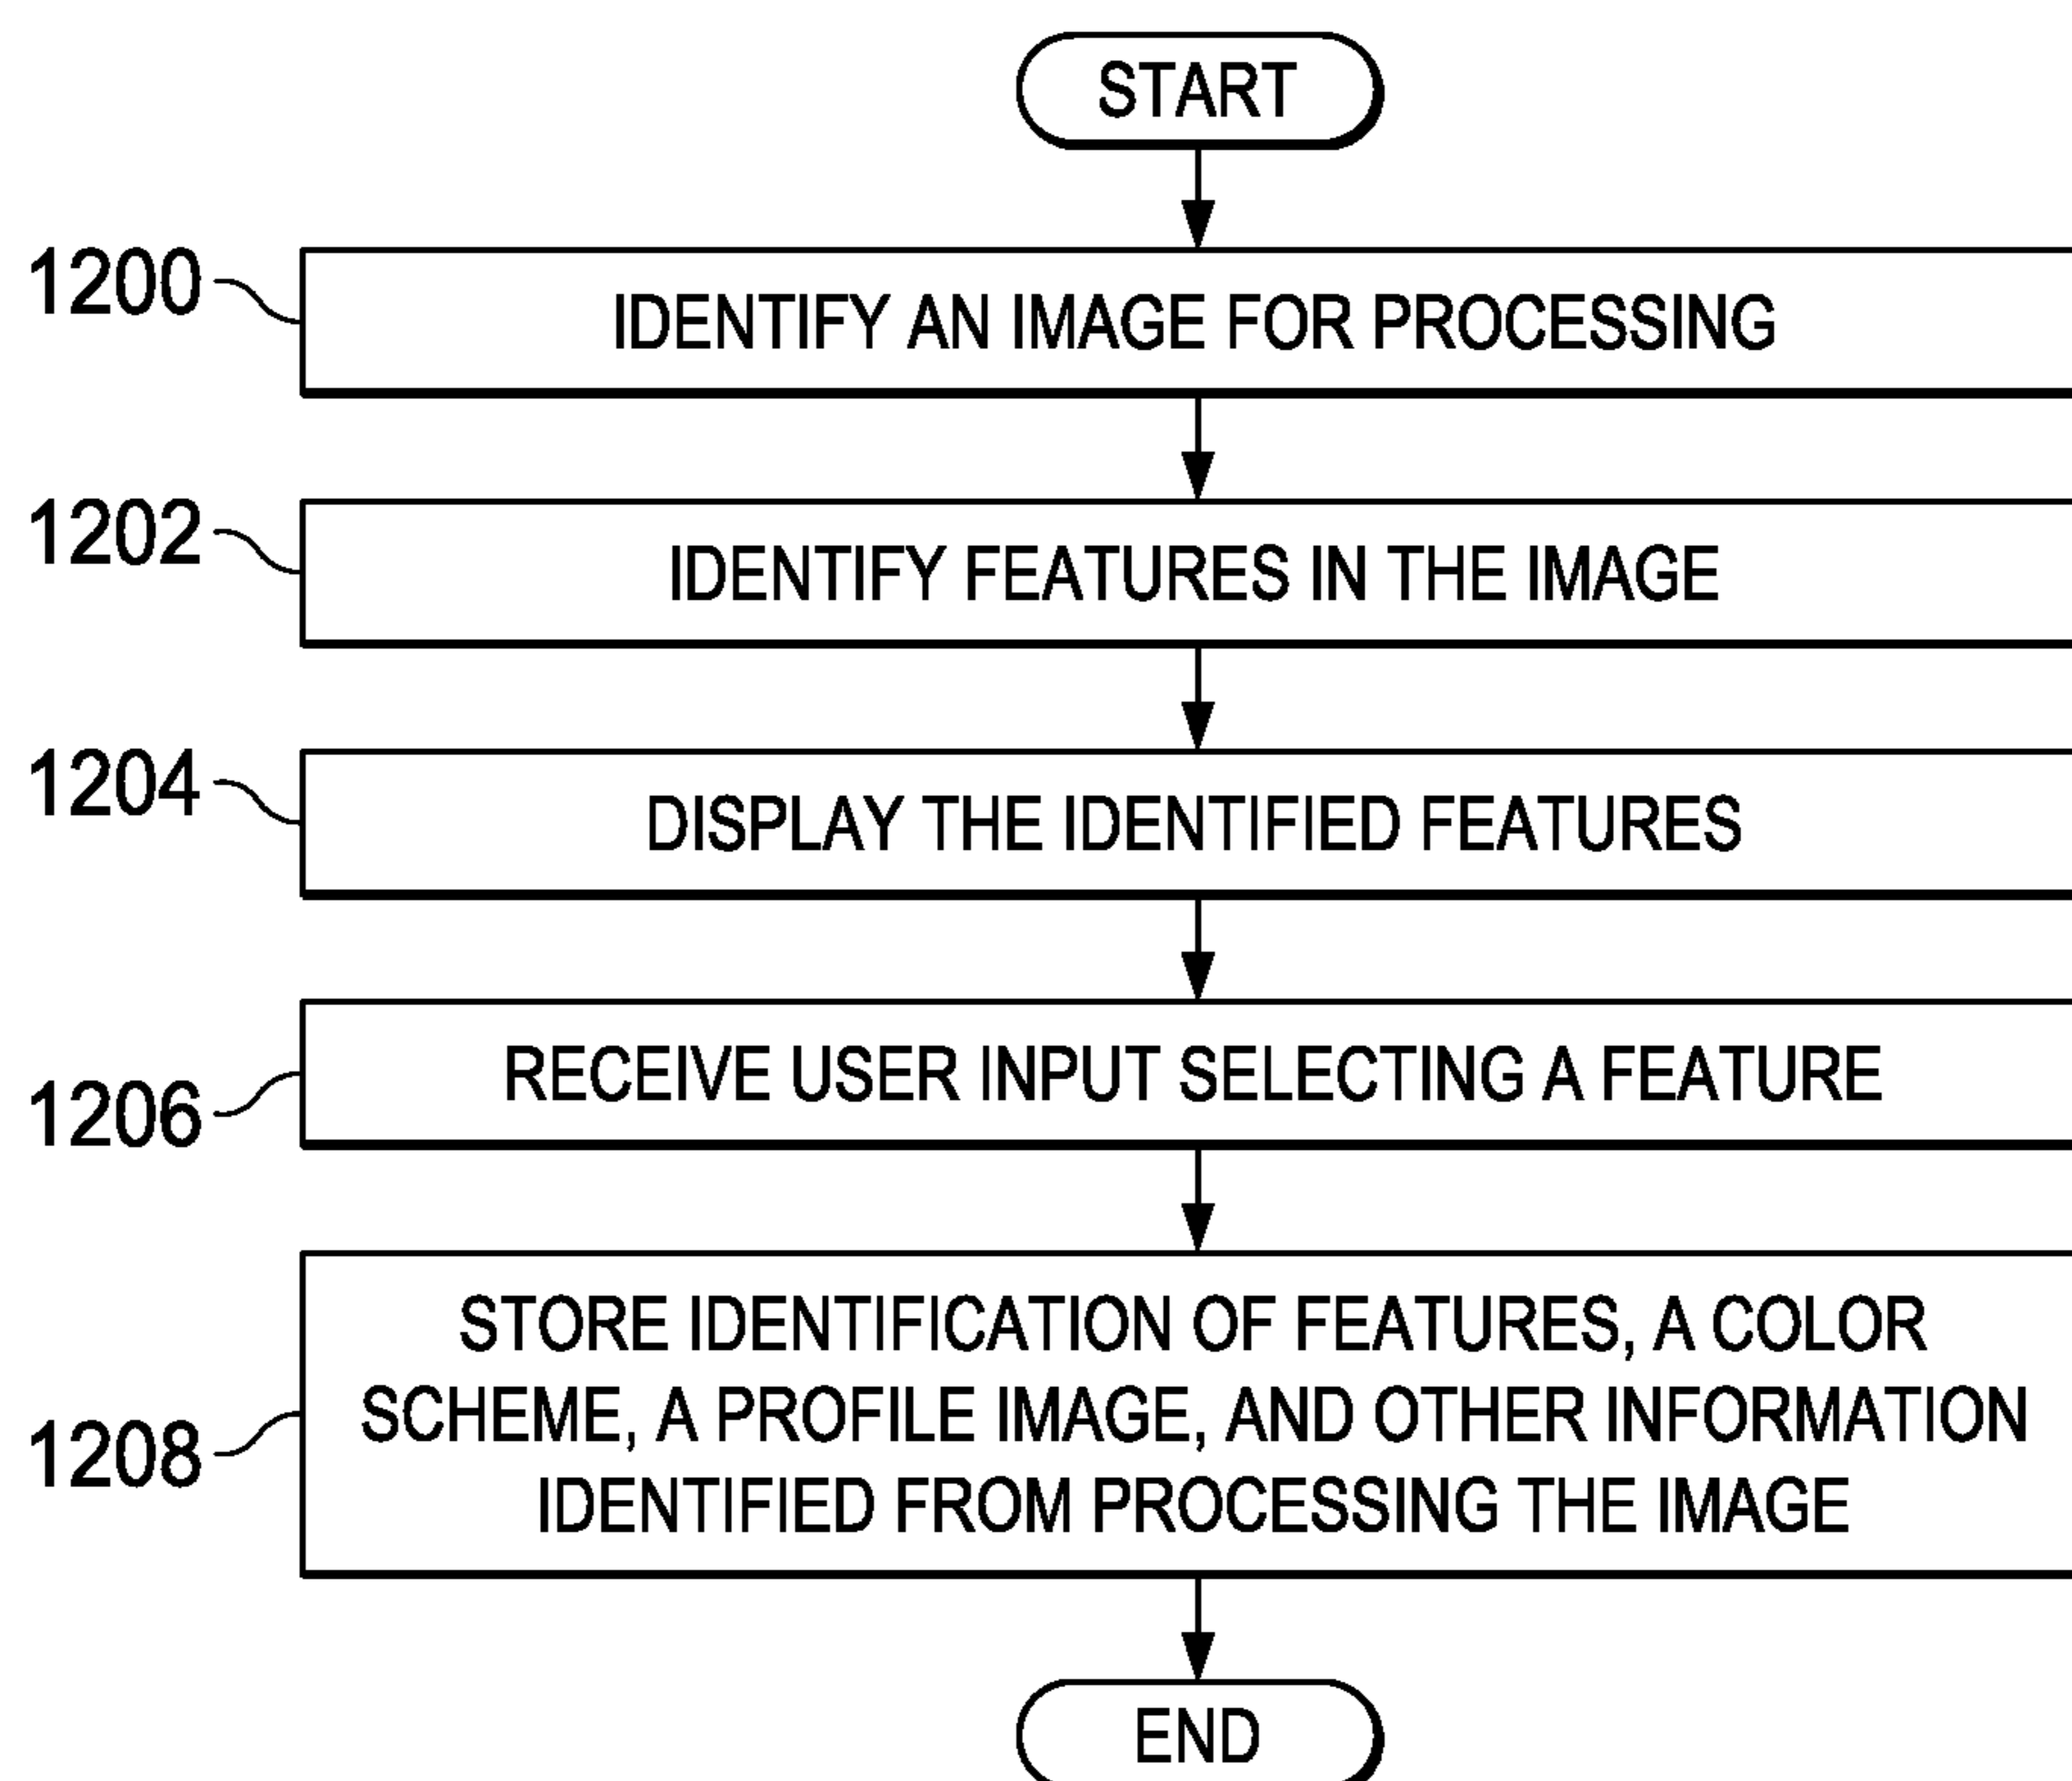 START
1200
IDENTIFY AN IMAGE FOR PROCESSING
1202
IDENTIFY FEATURES IN THE IMAGE
1204
DISPLAY THE IDENTIFIED FEATURES
1206
RECEIVE USER INPUT SELECTING A FEATURE
1208
STORE IDENTIFICATION OF FEATURES, A COLOR
SCHEME, A PROFILE IMAGE, AND OTHER INFORMATION
IDENTIFIED FROM PROCESSING THE IMAGE
END